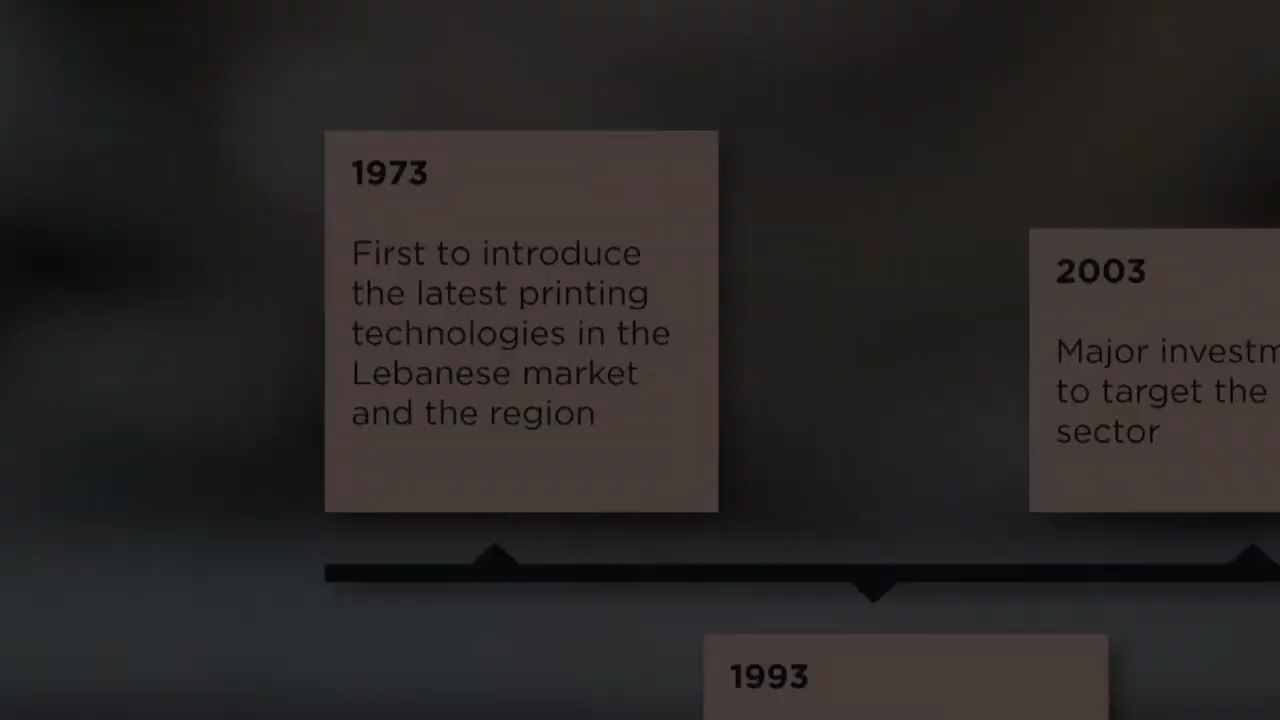 1973
First to introduce
the latest printing
technologies in the
Lebanese market
and the region
2003
Major
to target the
sector
1993